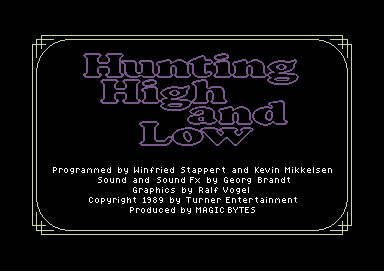 Hunting
High
and
Low
Programmed by Winfried Stappert and Kevin Mikkelsen
Sound and Sound Fx by Georg Brandt
Graphics by Ralf Vogel
Copyright 1989 by Turner Entertainment
Produced by MAGIC BYTES